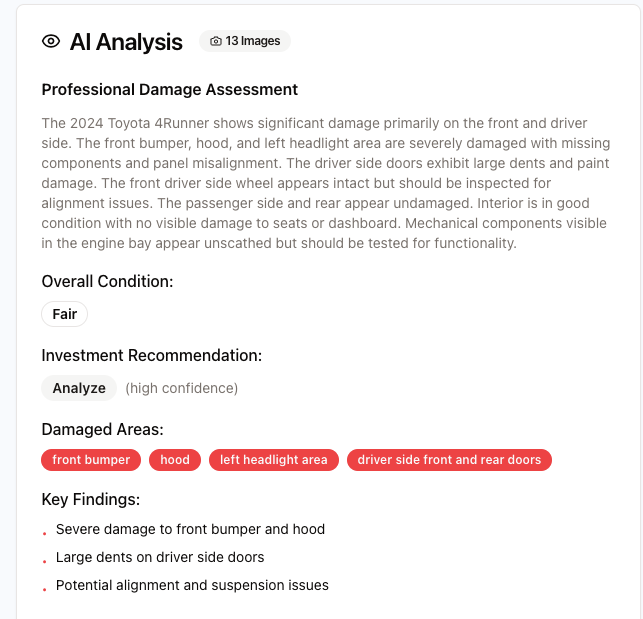 AI Analysis 13 Images
Professional Damage Assessment
The 2024 Toyota 4Runner shows significant damage primarily on the front and driver
side. The front bumper, hood, and left headlight area are severely damaged with missing
components and panel misalignment. The driver side doors exhibit large dents and paint
damage. The front driver side wheel appears intact but should be inspected for
alignment issues. The passenger side and rear appear undamaged. Interior is in good
condition with no visible damage to seats or dashboard. Mechanical components visible
in the engine bay appear unscathed but should be tested for functionality.
Overall Condition:
Fair
Investment Recommendation:
Analyze (high confidence)
Damaged Areas:
front bumper hood left headlight area driver side front and rear doors
Key Findings:
Severe damage to front bumper and hood
Large dents on driver side doors
Potential alignment and suspension issues